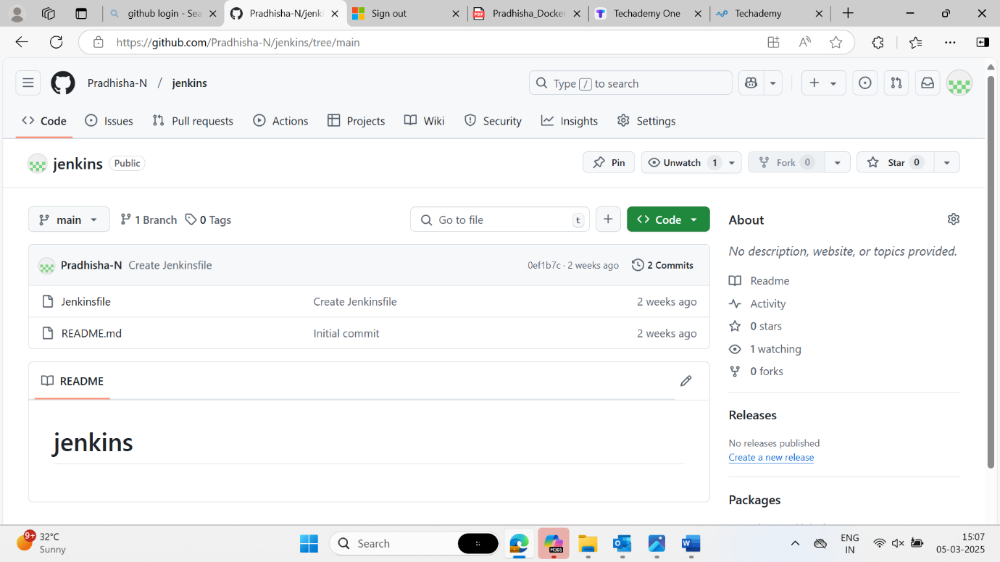 github login - Sea
Pradhisha-N/jenki
Sign out
Pradhisha_Docker
Techademy One
Techademy
https://github.com/Pradhisha-N/jenkins/tree/main
Pradhisha-N / jenkins
Type / to search
Code
Issues
Pull requests
Actions
Projects
Wiki
Security
Insights
Settings
jenkins Public
Pin
Unwatch 1
Fork 0
Star 0
main
1 Branch
0 Tags
Go to file t
Code
Pradhisha-N Create Jenkinsfile 0ef1b7c · 2 weeks ago 2 Commits
Jenkinsfile Create Jenkinsfile 2 weeks ago
README.md Initial commit 2 weeks ago
README
jenkins
About
No description, website, or topics provided.
Readme
Activity
0 stars
1 watching
0 forks
Releases
No releases published
Create a new release
Packages
9+
32°C
Sunny
Search
M365
ENG
IN
15:07
05-03-2025